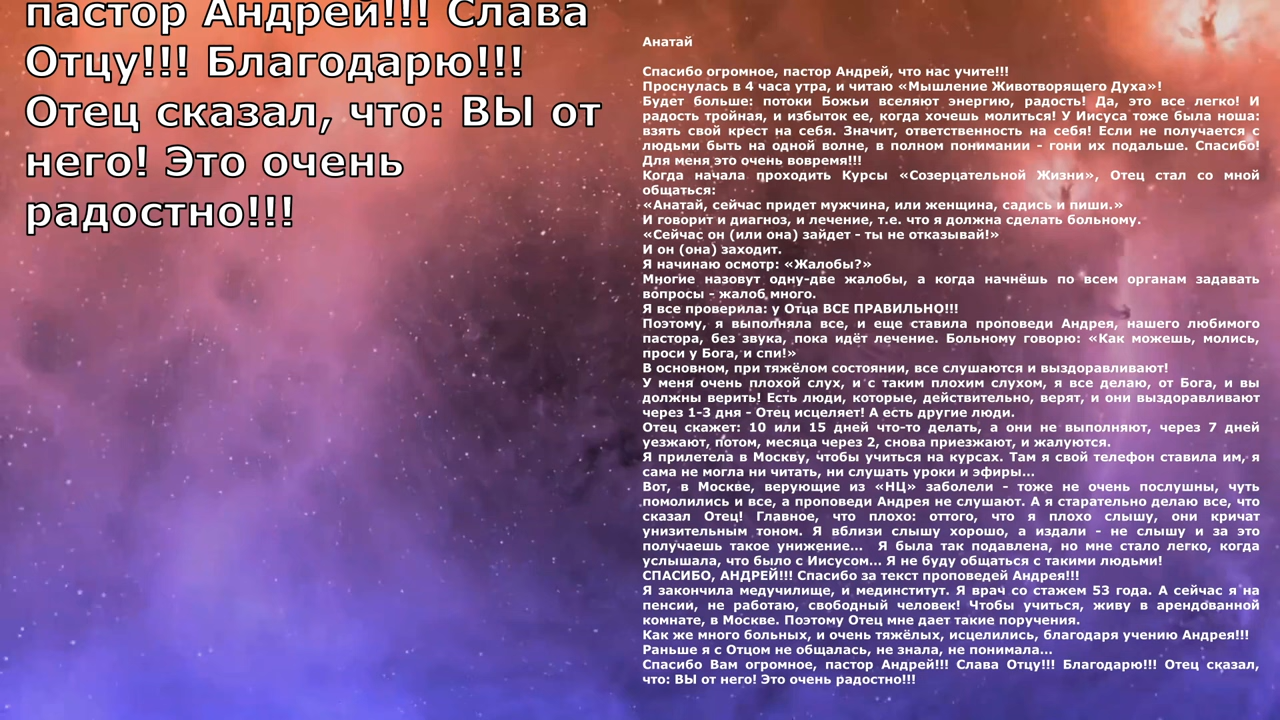 пастор Андрей!!! Слава
Отцу!!! Благодарю!!!
Отец сказал, что: ВЫ от
него! Это очень
радостно!!!
Анатай
Спасибо огромное, пастор Андрей, что нас учите!!!
Проснулась в 4 часа утра, и читаю «Мышление Животворящего Духа»!
Будет больше: потоки Божьи вселяют энергию, радость! Да, это все легко! И
радость тройная, и избыток ее, когда хочешь молиться! У Иисуса тоже была ноша:
взять свой крест на себя. Значит, ответственность на себя! Если не получается с
людьми быть на одной волне, в полном понимании - гони их подальше. Спасибо!
Для меня это очень вовремя!!!
Когда начала проходить Курсы «Созерцательной Жизни», Отец стал со мной
общаться:
«Анатай, сейчас придет мужчина, или женщина, садись и пиши.»
И говорит и диагноз, и лечение, т.е. что я должна сделать больному.
«Сейчас он (или она) зайдет - ты не отказывай!»
И он (она) заходит.
Я начинаю осмотр: «Жалобы?»
Многие назовут одну-две жалобы, а когда начнёшь по всем органам задавать
вопросы - жалоб много.
Я все проверила: у Отца ВСЕ ПРАВИЛЬНО!!!
Поэтому, я выполняла все, и еще ставила проповеди Андрея, нашего любимого
пастора, без звука, пока идёт лечение. Больному говорю: «Как можешь, молись,
проси у Бога, и спи!»
В основном, при тяжёлом состоянии, все слушаются и выздоравливают!
У меня очень плохой слух, и с таким плохим слухом, я все делаю, от Бога, и вы
должны верить! Есть люди, которые, действительно, верят, и они выздоравливают
через 1-3 дня - Отец исцеляет! А есть другие люди.
Отец скажет: 10 или 15 дней что-то делать, а они не выполняют, через 7 дней
уезжают, потом, месяца через 2, снова приезжают, и жалуются.
Я прилетела в Москву, чтобы учиться на курсах. Там я свой телефон ставила им, я
сама не могла ни читать, ни слушать уроки и эфиры...
Вот, в Москве, верующие из «НЦ» заболели - тоже не очень послушны, чуть
помолились и все, а проповеди Андрея не слушают. А я старательно делаю все, что
сказал Отец! Главное, что плохо: оттого, что я плохо слышу, они кричат
унизительным тоном. Я вблизи слышу хорошо, а издали - не слышу и за это
получаешь такое унижение... Я была так подавлена, но мне стало легко, когда
услышала, что было с Иисусом... Я не буду общаться с такими людьми!
СПАСИБО, АНДРЕЙ!!! Спасибо за текст проповедей Андрея!!!
Я закончила медучилище, и мединститут. Я врач со стажем 53 года. А сейчас я на
пенсии, не работаю, свободный человек! Чтобы учиться, живу в арендованной
комнате, в Москве. Поэтому Отец мне дает такие поручения.
Как же много больных, и очень тяжёлых, исцелились, благодаря учению Андрея!!!
Раньше я с Отцом не общалась, не знала, не понимала...
Спасибо Вам огромное, пастор Андрей!!! Слава Отцу!!! Благодарю!!! Отец сказал,
что: ВЫ от него! Это очень радостно!!!